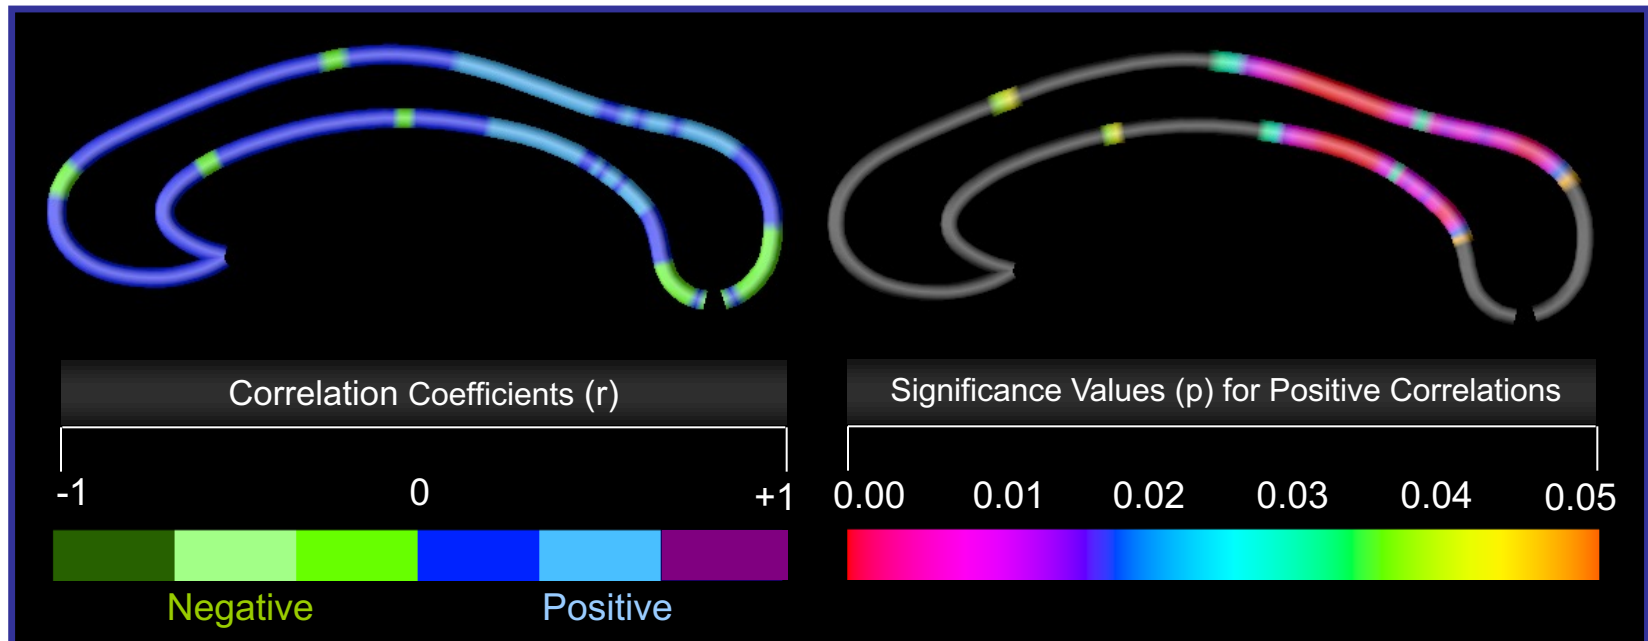 Correlation Coefficients (r)
-1 0 +1
Negative Positive
Significance Values (p) for Positive Correlations
0.00 0.01 0.02 0.03 0.04 0.05